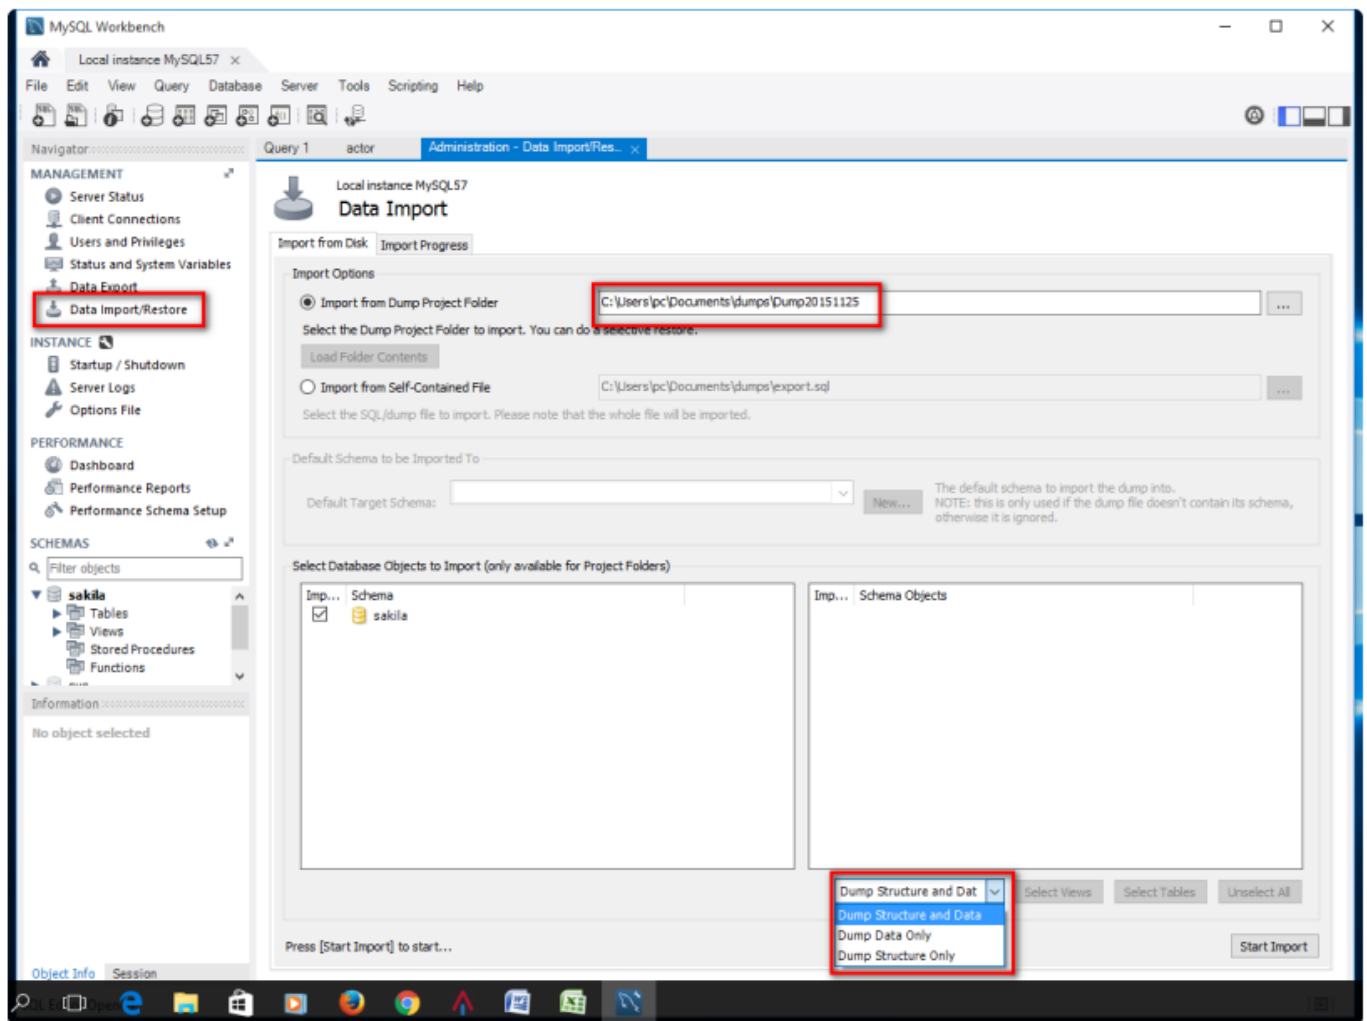 MySQL Workbench
Local instance MySQL57
File Edit View Query Database Server Tools Scripting Help
Navigator
Query 1 actor Administration - Data Import/Res...
MANAGEMENT
Server Status
Client Connections
Users and Privileges
Status and System Variables
Data Export
Data Import/Restore
INSTANCE
Startup / Shutdown
Server Logs
Options File
PERFORMANCE
Dashboard
Performance Reports
Performance Schema Setup
SCHEMAS
Filter objects
sakila
Tables
Views
Stored Procedures
Functions
Information
No object selected
Object Info Session
Local instance MySQL57
Data Import
Import from Disk Import Progress
Import Options
Import from Dump Project Folder C:\Users\pc\Documents\dumps\Dump20151125 ...
Select the Dump Project Folder to import. You can do a selective restore.
Load Folder Contents
Import from Self-Contained File C:\Users\pc\Documents\dumps\export.sql ...
Select the SQL/dump file to import. Please note that the whole file will be imported.
Default Schema to be Imported To
Default Target Schema: New...
The default schema to import the dump into.
NOTE: this is only used if the dump file doesn't contain its schema,
otherwise it is ignored.
Select Database Objects to Import (only available for Project Folders)
Imp... Schema
sakila
Imp... Schema Objects
Dump Structure and Dat Select Views Select Tables Unselect All
Dump Structure and Data
Dump Data Only
Dump Structure Only
Press [Start Import] to start...
Start Import